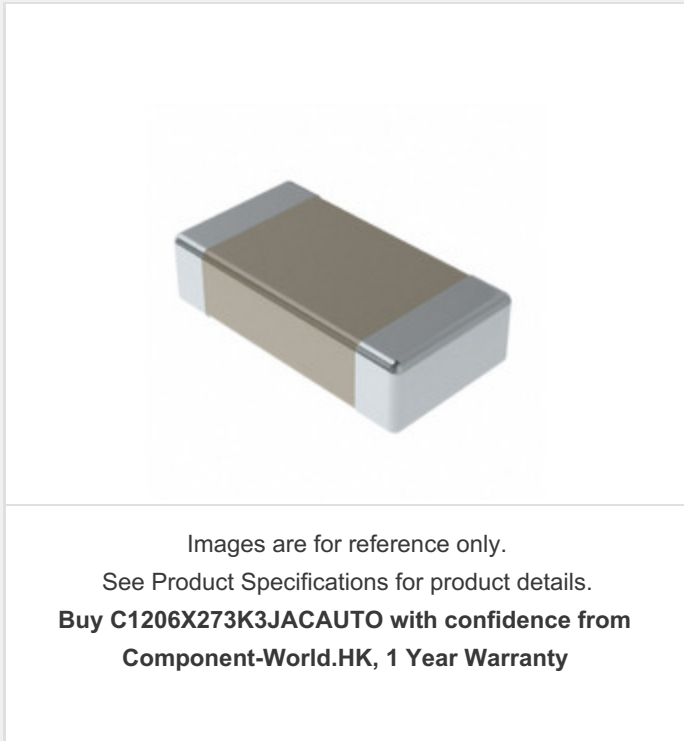 Images are for reference only.
See Product Specifications for product details.
Buy C1206X273K3JACAUTO with confidence from
Component-World.HK, 1 Year Warranty